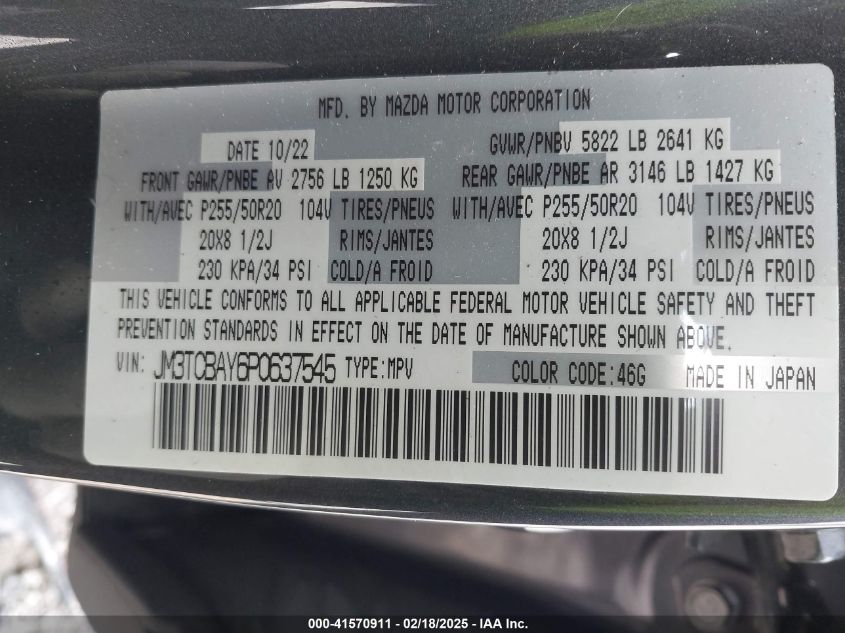 MFD. BY MAZDA MOTOR CORPORATION
DATE 10/22 GVWR/PNBV 5822 LB 2641 KG
FRONT GAWR/PNBE AV 2756 LB 1250 KG REAR GAWR/PNBE AR 3146 LB 1427 KG
WITH/AVEC P255/50R20 104V TIRES/PNEUS WITH/AVEC P255/50R20 104V TIRES/PNEUS
20X8 1/2J RIMS/JANTES 20X8 1/2J RIMS/JANTES
230 KPA/34 PSI COLD/A FROID 230 KPA/34 PSI COLD/A FROID
THIS VEHICLE CONFORMS TO ALL APPLICABLE FEDERAL MOTOR VEHICLE SAFETY AND THEFT
PREVENTION STANDARDS IN EFFECT ON THE DATE OF MANUFACTURE SHOWN ABOVE.
VIN: JM3TCBAY6P0637545 TYPE:MPV COLOR CODE:46G MADE IN JAPAN
000-41570911 - 02/18/2025 - IAA Inc.